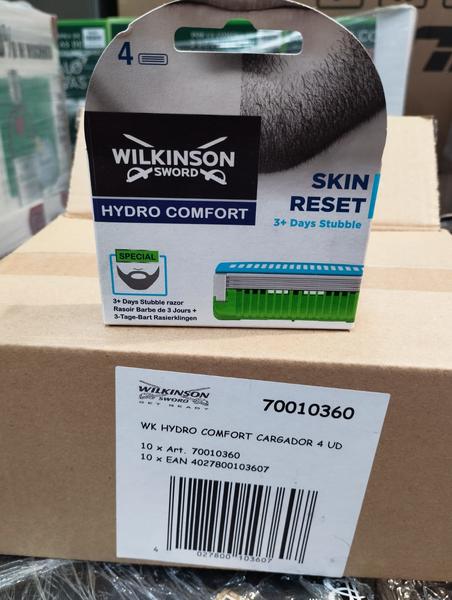 4
WILKINSON
SWORD
HYDRO COMFORT
SKIN
RESET
3+ Days Stubble
SPECIAL
3+ Days Stubble razor
Rasoir Barbe de 3 Jours +
3-Tage-Bart Rasierklingen
WILKINSON
SWORD
GET READY
70010360
WK HYDRO COMFORT CARGADOR 4 UD
10 x Art. 70010360
10 x EAN 4027800103607
4 027800 103607